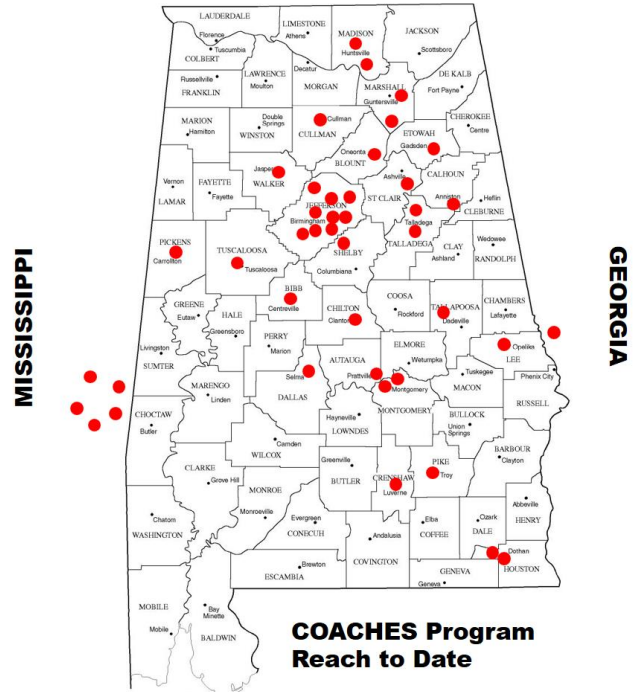 LAUDERDALE
LIMESTONE
Athens
MADISON
Huntsville
JACKSON
Scottsboro
Florence
Tuscumbia
COLBERT
Russellville
FRANKLIN
LAWRENCE
Moulton
Decatur
MORGAN
MARSHALL
Guntersville
DE KALB
Fort Payne
MARION
Hamilton
Double
Springs
WINSTON
Cullman
CULLMAN
CHEROKEE
Centre
ETOWAH
Gadsden
Oneonta
BLOUNT
Vernon
LAMAR
FAYETTE
Fayette
Jasper
WALKER
Ashville
ST CLAIR
CALHOUN
Anniston
Heflin
CLEBURNE
JEFFERSON
Birmingham
Talladega
TALLADEGA
PICKENS
Carrollton
TUSCALOOSA
Tuscaloosa
SHELBY
Columbiana
CLAY
Ashland
Wedowee
RANDOLPH
MISSISSIPPI
GEORGIA
GREENE
Eutaw
HALE
Greensboro
BIBB
Centreville
CHILTON
Clanton
COOSA
Rockford
TALLAPOOSA
Dadeville
CHAMBERS
Lafayette
Livingston
SUMTER
PERRY
Marion
AUTAUGA
Prattville
ELMORE
Wetumpka
Opelika
LEE
Phenix City
MARENGO
Linden
Selma
DALLAS
Montgomery
MONTGOMERY
Tuskegee
MACON
RUSSELL
CHOCTAW
Butler
Hayneville
LOWNDES
BULLOCK
Union
Springs
WILCOX
Camden
CLARKE
Grove Hill
Greenville
BUTLER
CRENSHAW
Luverne
PIKE
Troy
BARBOUR
Clayton
MONROE
Monroeville
Chatom
WASHINGTON
Evergreen
CONECUH
Andalusia
COVINGTON
Elba
COFFEE
Ozark
DALE
Abbeville
HENRY
Dothan
HOUSTON
Brewton
ESCAMBIA
GENEVA
Geneva
MOBILE
Mobile
Bay
Minette
BALDWIN
COACHES Program
Reach to Date